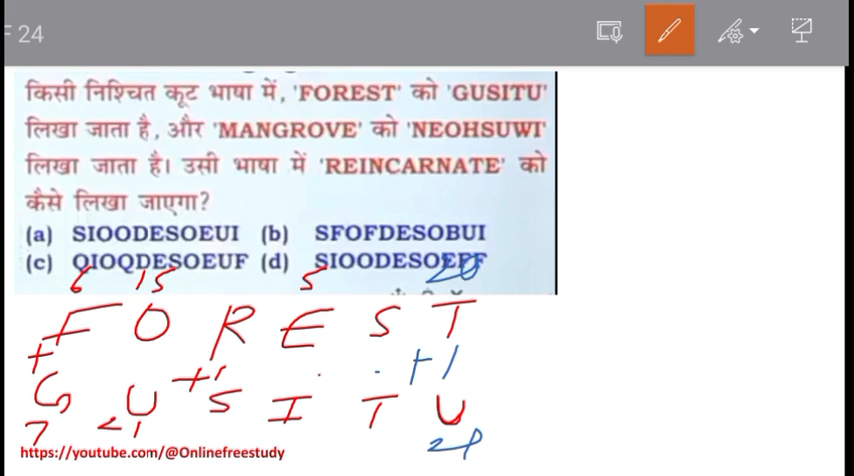 F 24
किसी निश्चित कूट भाषा में, 'FOREST' को 'GUSITU'
लिखा जाता है, और 'MANGROVE' को 'NEOHSUWI'
लिखा जाता है। उसी भाषा में 'REINCARNATE' को
कैसे लिखा जाएगा?
(a) SIOODESOEUI (b) SFOFDESOBUI
(c) QIOQDESOEUF (d) SIOODESOEFF
6 15 5 20
F O R E S T
+ +1 +1
G U S I T U
7 21 21
https://youtube.com/@Onlinefreestudy